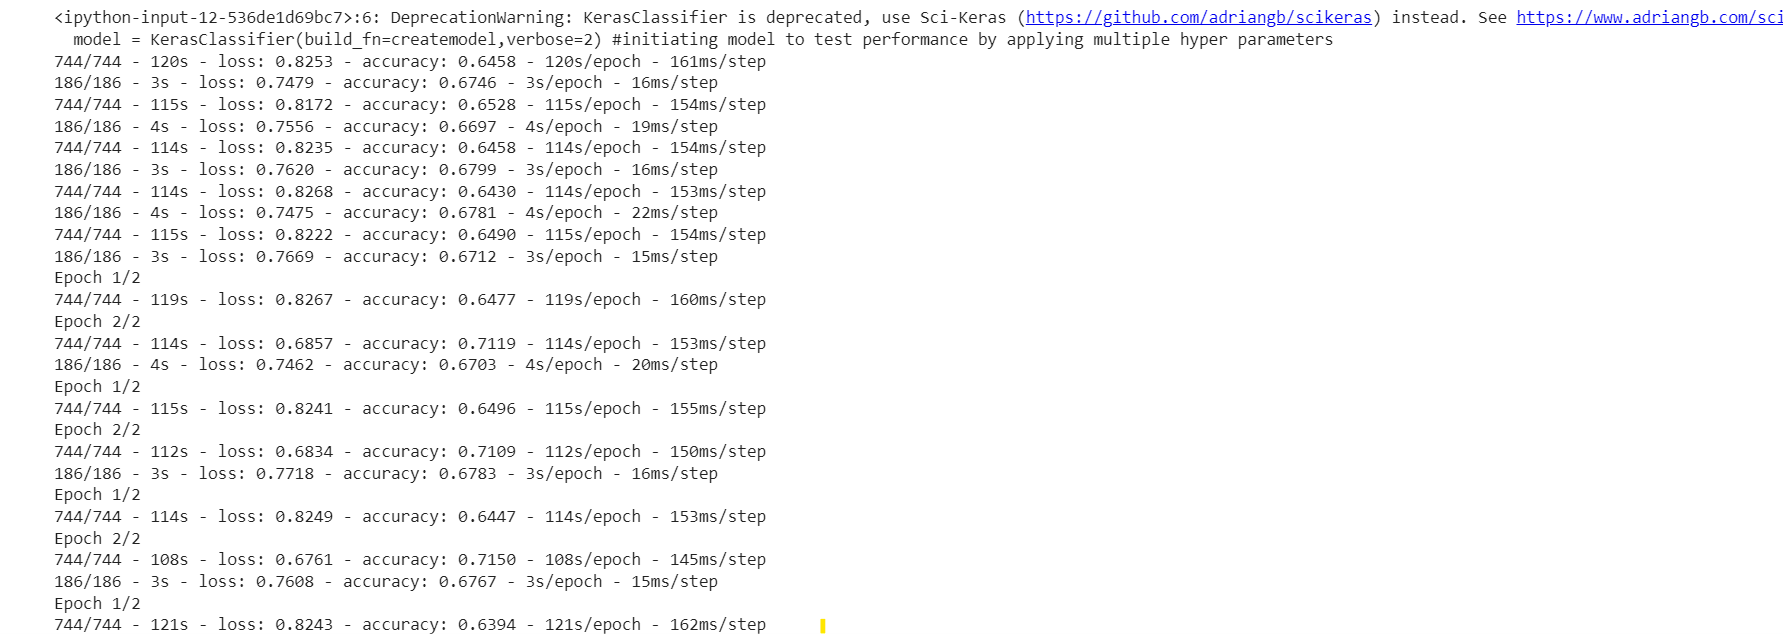 <ipython-input-12-536de1d69bc7>:6: DeprecationWarning: KerasClassifier is deprecated, use Sci-Keras (https://github.com/adriangb/scikeras) instead. See https://www.adriangb.com/sci
model = KerasClassifier(build_fn=createmodel,verbose=2) #initiating model to test performance by applying multiple hyper parameters
744/744 - 120s - loss: 0.8253 - accuracy: 0.6458 - 120s/epoch - 161ms/step
186/186 - 3s - loss: 0.7479 - accuracy: 0.6746 - 3s/epoch - 16ms/step
744/744 - 115s - loss: 0.8172 - accuracy: 0.6528 - 115s/epoch - 154ms/step
186/186 - 4s - loss: 0.7556 - accuracy: 0.6697 - 4s/epoch - 19ms/step
744/744 - 114s - loss: 0.8235 - accuracy: 0.6458 - 114s/epoch - 154ms/step
186/186 - 3s - loss: 0.7620 - accuracy: 0.6799 - 3s/epoch - 16ms/step
744/744 - 114s - loss: 0.8268 - accuracy: 0.6430 - 114s/epoch - 153ms/step
186/186 - 4s - loss: 0.7475 - accuracy: 0.6781 - 4s/epoch - 22ms/step
744/744 - 115s - loss: 0.8222 - accuracy: 0.6490 - 115s/epoch - 154ms/step
186/186 - 3s - loss: 0.7669 - accuracy: 0.6712 - 3s/epoch - 15ms/step
Epoch 1/2
744/744 - 119s - loss: 0.8267 - accuracy: 0.6477 - 119s/epoch - 160ms/step
Epoch 2/2
744/744 - 114s - loss: 0.6857 - accuracy: 0.7119 - 114s/epoch - 153ms/step
186/186 - 4s - loss: 0.7462 - accuracy: 0.6703 - 4s/epoch - 20ms/step
Epoch 1/2
744/744 - 115s - loss: 0.8241 - accuracy: 0.6496 - 115s/epoch - 155ms/step
Epoch 2/2
744/744 - 112s - loss: 0.6834 - accuracy: 0.7109 - 112s/epoch - 150ms/step
186/186 - 3s - loss: 0.7718 - accuracy: 0.6783 - 3s/epoch - 16ms/step
Epoch 1/2
744/744 - 114s - loss: 0.8249 - accuracy: 0.6447 - 114s/epoch - 153ms/step
Epoch 2/2
744/744 - 108s - loss: 0.6761 - accuracy: 0.7150 - 108s/epoch - 145ms/step
186/186 - 3s - loss: 0.7608 - accuracy: 0.6767 - 3s/epoch - 15ms/step
Epoch 1/2
744/744 - 121s - loss: 0.8243 - accuracy: 0.6394 - 121s/epoch - 162ms/step